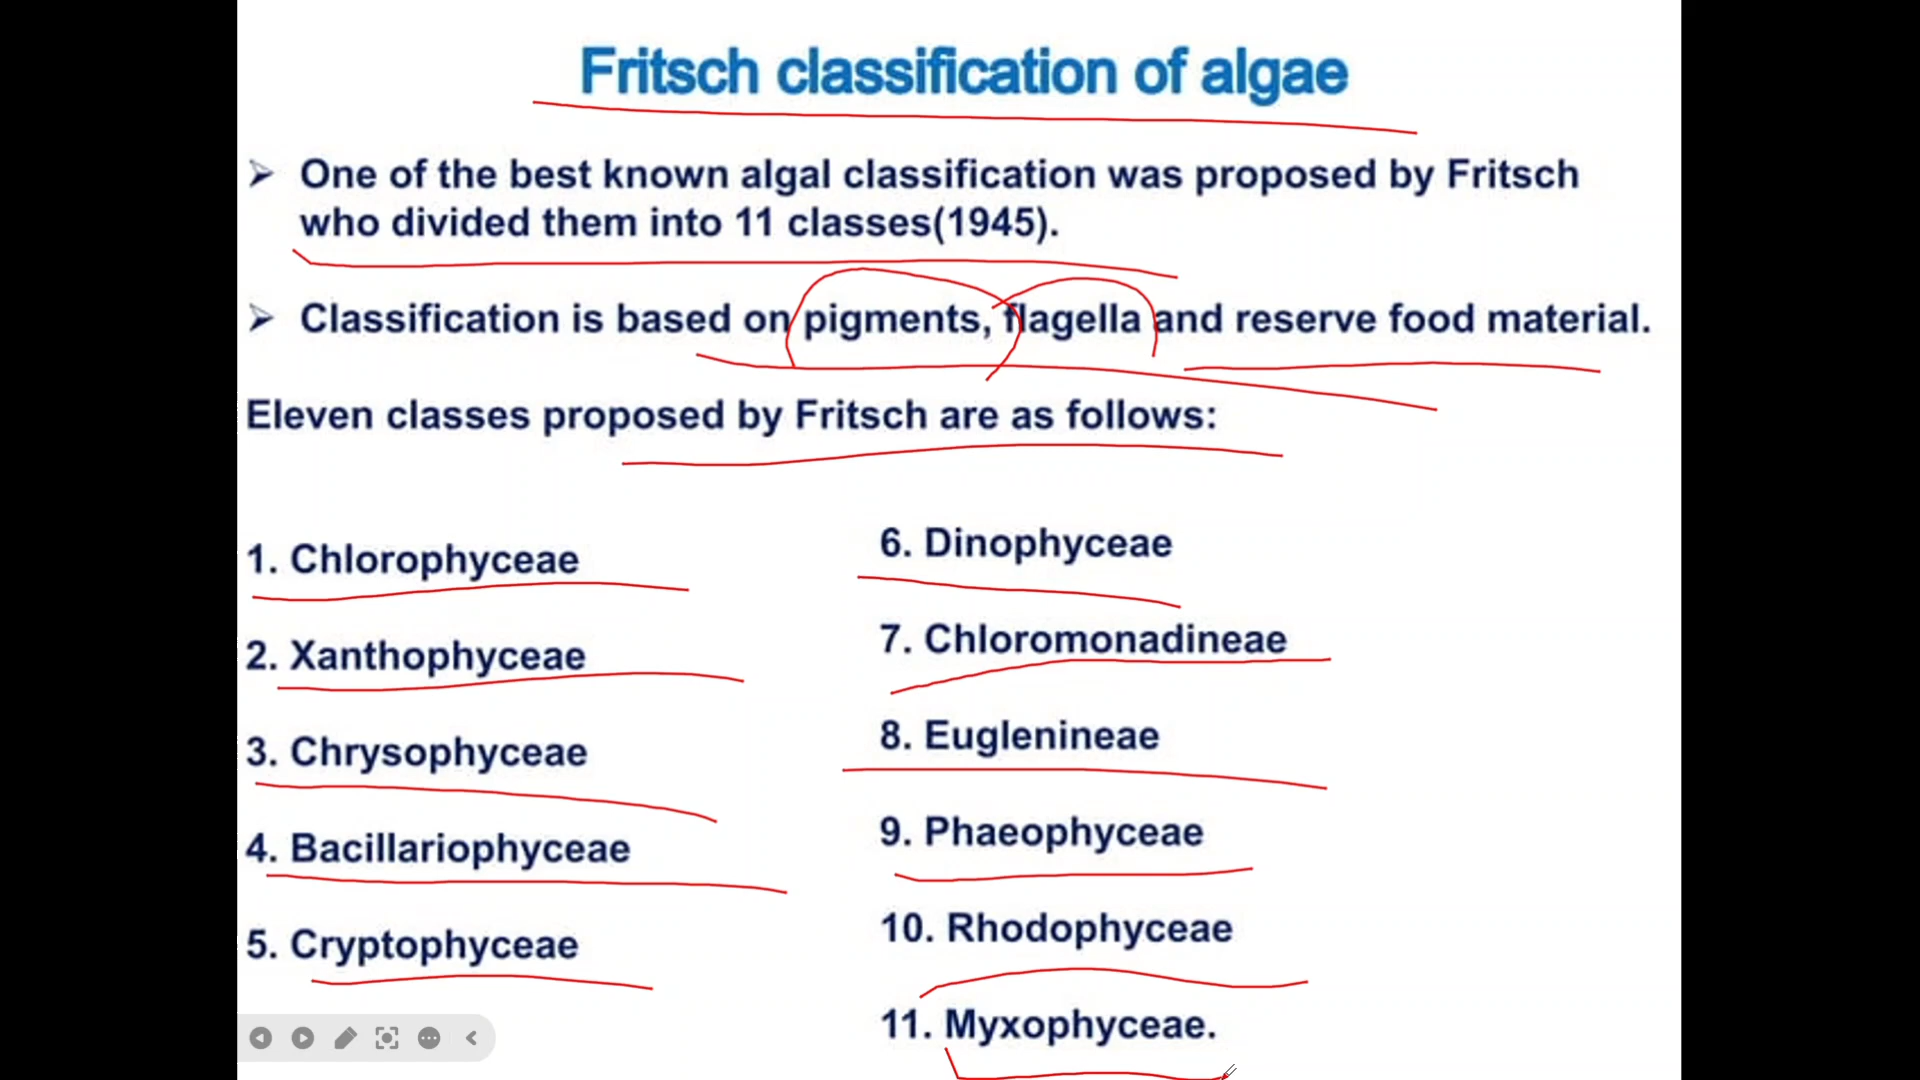 Fritsch classification of algae
➢ One of the best known algal classification was proposed by Fritsch
who divided them into 11 classes(1945).
➢ Classification is based on pigments, flagella and reserve food material.
Eleven classes proposed by Fritsch are as follows:
1. Chlorophyceae
2. Xanthophyceae
3. Chrysophyceae
4. Bacillariophyceae
5. Cryptophyceae
6. Dinophyceae
7. Chloromonadineae
8. Euglenineae
9. Phaeophyceae
10. Rhodophyceae
11. Myxophyceae.